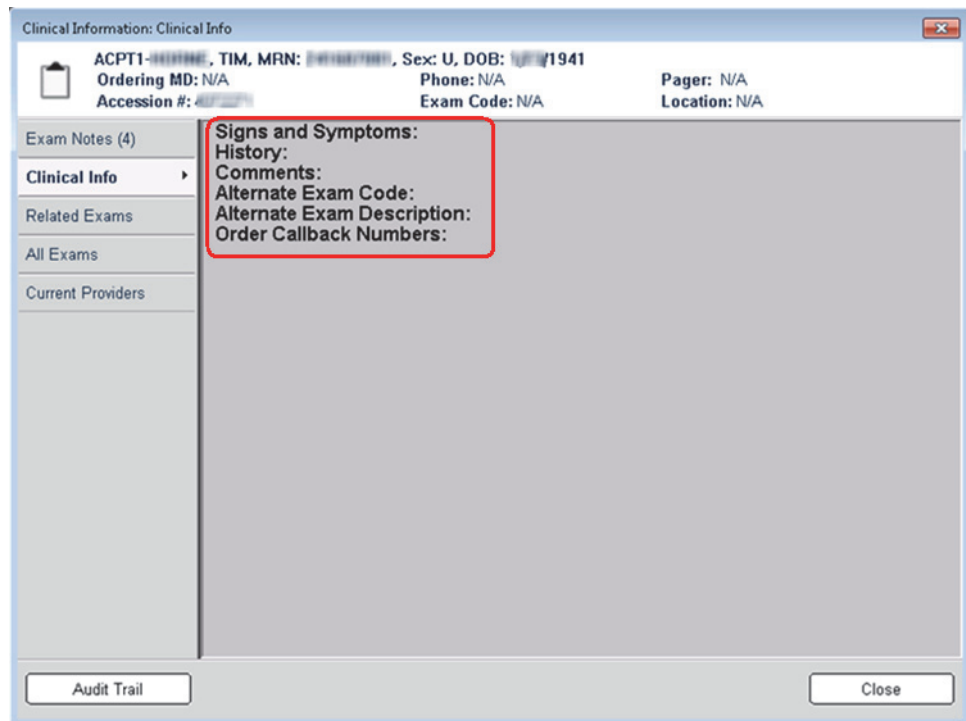 Clinical Information: Clinical Info
ACPT1- , TIM, MRN: , Sex: U, DOB: /1941
Ordering MD: N/A Phone: N/A Pager: N/A
Accession #: Exam Code: N/A Location: N/A
Exam Notes (4)
Clinical Info
Related Exams
All Exams
Current Providers
Signs and Symptoms:
History:
Comments:
Alternate Exam Code:
Alternate Exam Description:
Order Callback Numbers:
Audit Trail
Close